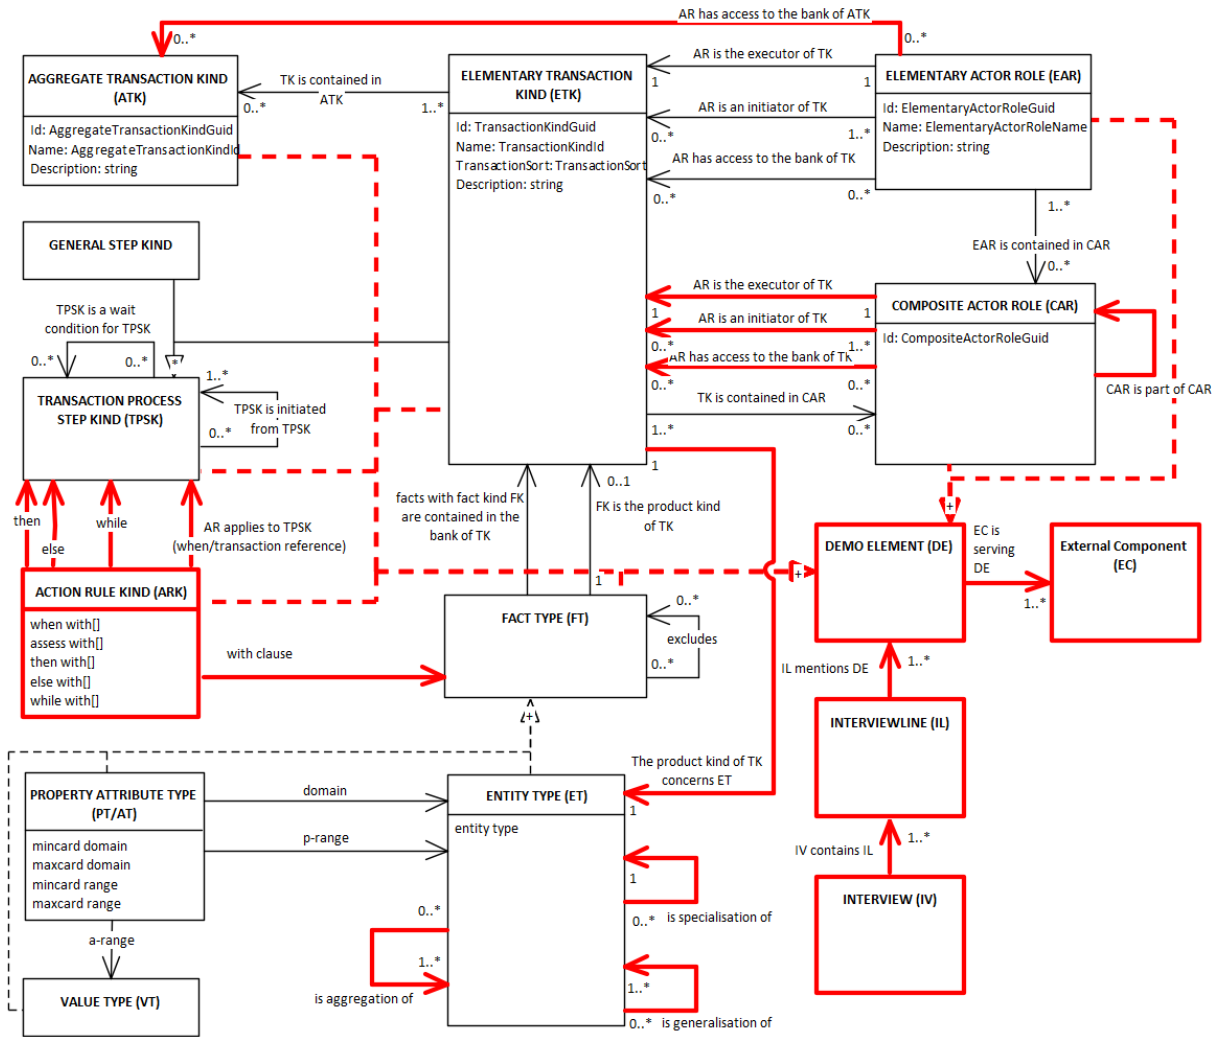 AR has access to the bank of ATK
0..*
0..*
AGGREGATE TRANSACTION KIND
(ATK)
Id: AggregateTransactionKindGuid
Name: AggregateTransactionKindId
Description: string
TK is contained in
ATK
0..*
1..*
ELEMENTARY TRANSACTION
KIND (ETK)
Id: TransactionKindGuid
Name: TransactionKindId
TransactionSort: TransactionSort
Description: string
AR is the executor of TK
1
1
AR is an initiator of TK
0..*
1..*
AR has access to the bank of TK
0..*
0..*
ELEMENTARY ACTOR ROLE (EAR)
Id: ElementaryActorRoleGuid
Name: ElementaryActorRoleName
Description: string
1..*
EAR is contained in CAR
0..*
GENERAL STEP KIND
TPSK is a wait
condition for TPSK
0..*
0..*
*
1..*
TRANSACTION PROCESS
STEP KIND (TPSK)
TPSK is initiated
from TPSK
0..*
AR is the executor of TK
1
1
AR is an initiator of TK
0..*
1..*
AR has access to the bank of TK
0..*
0..*
TK is contained in CAR
1..*
0..*
1
COMPOSITE ACTOR ROLE (CAR)
Id: CompositeActorRoleGuid
CAR is part of CAR
then
else
while
AR applies to TPSK
(when/transaction reference)
facts with fact kind FK
are contained in the
bank of TK
0..1
FK is the product kind
of TK
1
+
DEMO ELEMENT (DE)
+
EC is
serving
DE
1..*
External Component
(EC)
ACTION RULE KIND (ARK)
when with[]
assess with[]
then with[]
else with[]
while with[]
with clause
FACT TYPE (FT)
0..*
excludes
0..*
+
IL mentions DE
1..*
INTERVIEWLINE (IL)
The product kind of TK
concerns ET
1
PROPERTY ATTRIBUTE TYPE
(PT/AT)
mincard domain
maxcard domain
mincard range
maxcard range
domain
p-range
ENTITY TYPE (ET)
entity type
1
0..*
is specialisation of
IV contains IL
1..*
INTERVIEW (IV)
0..*
1..*
is aggregation of
1..*
0..*
is generalisation of
a-range
VALUE TYPE (VT)